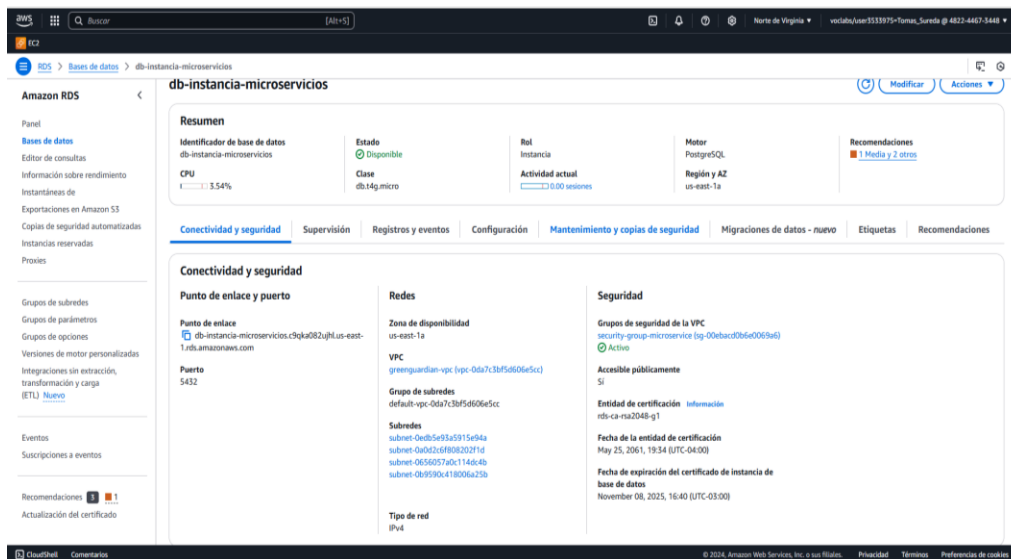 aws
Buscar
[Alt+S]
Norte de Virginia
voclabs/user3533975=Tomas_Sureda @ 4822-4467-3448
EC2
RDS > Bases de datos > db-instancia-microservicios
Amazon RDS
Panel
Bases de datos
Editor de consultas
Información sobre rendimiento
Instantáneas de
Exportaciones en Amazon S3
Copias de seguridad automatizadas
Instancias reservadas
Proxies
Grupos de subredes
Grupos de parámetros
Grupos de opciones
Versiones de motor personalizadas
Integraciones sin extracción,
transformación y carga
(ETL) Nuevo
Eventos
Suscripciones a eventos
Recomendaciones 3 1
Actualización del certificado
db-instancia-microservicios
Modificar
Acciones
Resumen
Identificador de base de datos
db-instancia-microservicios
Estado
Disponible
Rol
Instancia
Motor
PostgreSQL
Recomendaciones
1 Media y 2 otros
CPU
3.54%
Clase
db.t4g.micro
Actividad actual
0.00 sesiones
Región y AZ
us-east-1a
Conectividad y seguridad
Supervisión
Registros y eventos
Configuración
Mantenimiento y copias de seguridad
Migraciones de datos - nuevo
Etiquetas
Recomendaciones
Conectividad y seguridad
Punto de enlace y puerto
Punto de enlace
db-instancia-microservicios.c9qka082ujhl.us-east-
1.rds.amazonaws.com
Puerto
5432
Redes
Zona de disponibilidad
us-east-1a
VPC
greenguardian-vpc (vpc-0da7c3bf5d606e5cc)
Grupo de subredes
default-vpc-0da7c3bf5d606e5cc
Subredes
subnet-0edb5e93a5915e94a
subnet-0a0d2c6f808202f1d
subnet-0656057a0c114dc4b
subnet-0b9590c418006a25b
Tipo de red
IPv4
Seguridad
Grupos de seguridad de la VPC
security-group-microservice (sg-00ebacd0b6e0069a6)
Activo
Accesible públicamente
Sí
Entidad de certificación Información
rds-ca-rsa2048-g1
Fecha de la entidad de certificación
May 25, 2061, 19:34 (UTC-04:00)
Fecha de expiración del certificado de instancia de
base de datos
November 08, 2025, 16:40 (UTC-03:00)
CloudShell
Comentarios
© 2024, Amazon Web Services, Inc. o sus filiales.
Privacidad
Términos
Preferencias de cookies